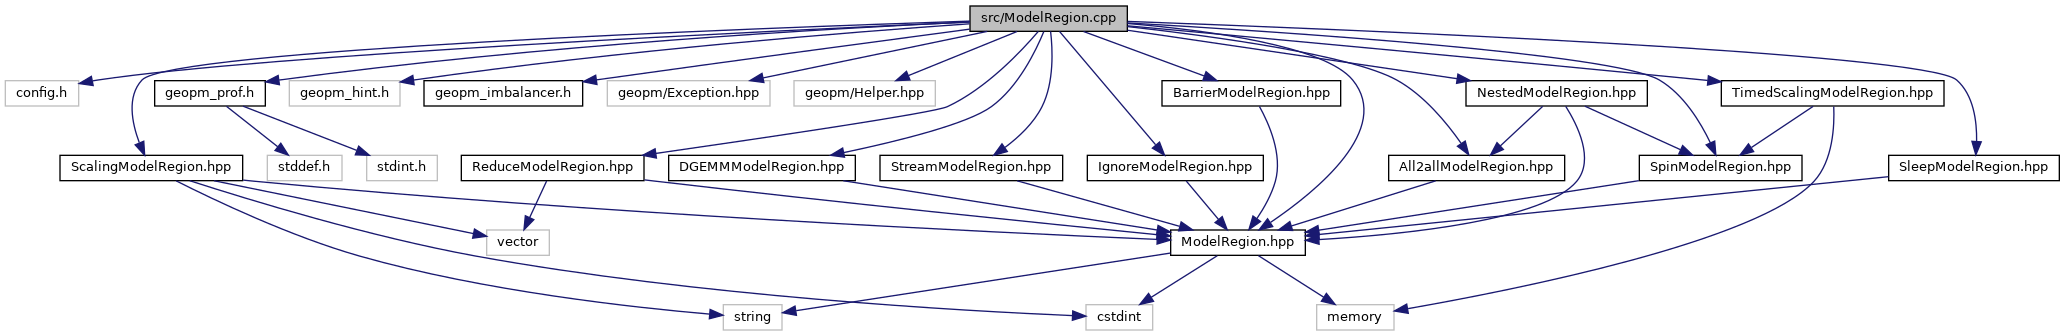 src/ModelRegion.cpp
config.h
geopm_prof.h
geopm_hint.h
geopm_imbalancer.h
geopm/Exception.hpp
geopm/Helper.hpp
BarrierModelRegion.hpp
NestedModelRegion.hpp
TimedScalingModelRegion.hpp
ScalingModelRegion.hpp
stddef.h
stdint.h
ReduceModelRegion.hpp
DGEMMModelRegion.hpp
StreamModelRegion.hpp
IgnoreModelRegion.hpp
All2allModelRegion.hpp
SpinModelRegion.hpp
SleepModelRegion.hpp
vector
ModelRegion.hpp
string
cstdint
memory